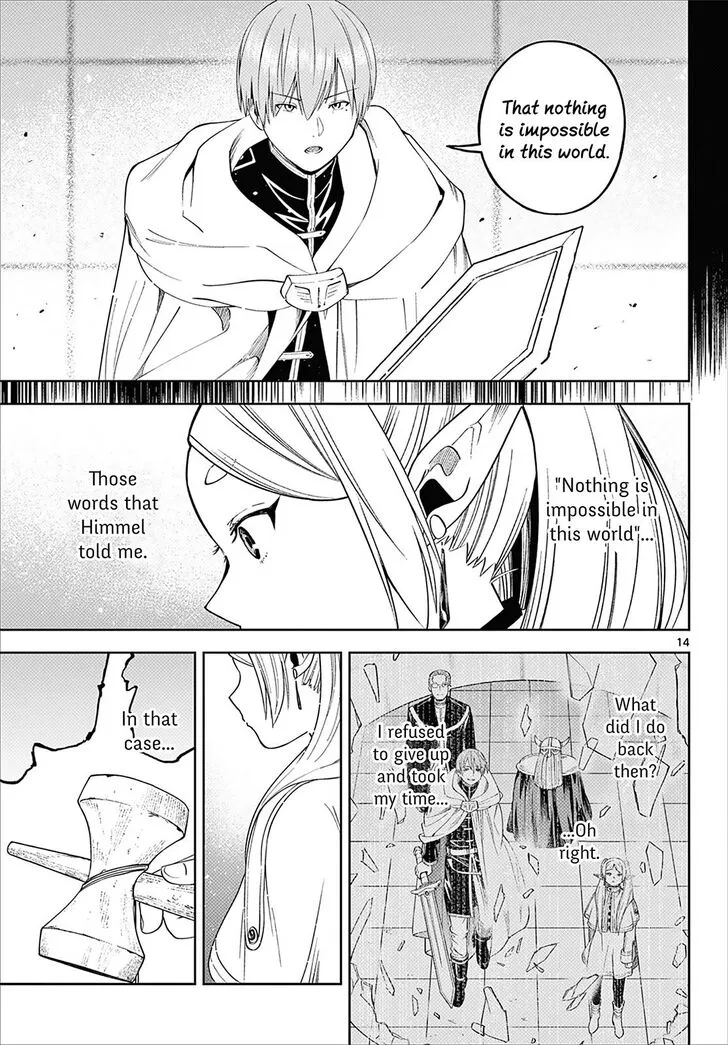 That nothing
is impossible
in this world.
"Nothing is
impossible in
this world"...
Those
words that
Himmel
told me.
14
What
did I do
back
then?
...Oh
right.
I refused
to give up
and took
my time...
In that
case...